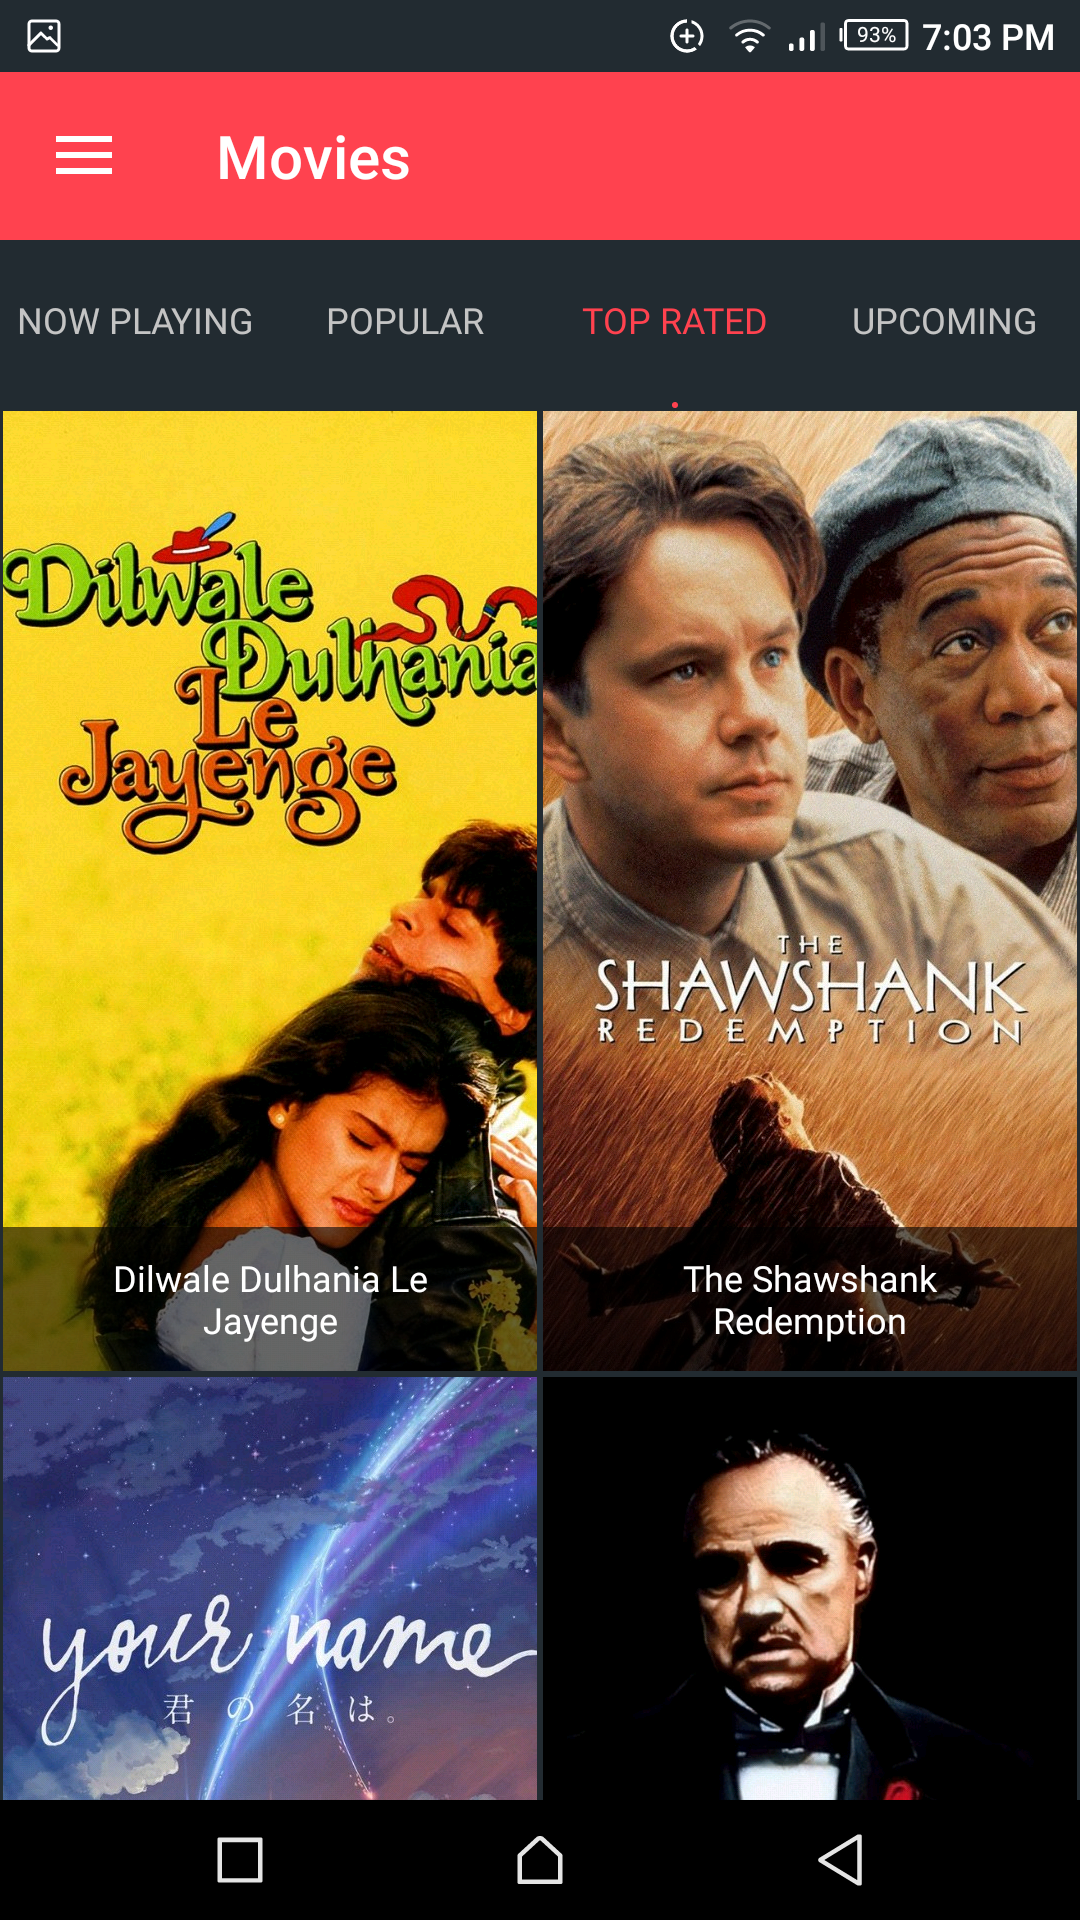 93% 7:03 PM
Movies
NOW PLAYING POPULAR TOP RATED UPCOMING
Dilwale
Dulhania
Le
Jayenge
Dilwale Dulhania Le
Jayenge
THE
SHAWSHANK
REDEMPTION
The Shawshank
Redemption
your name
君の名は。